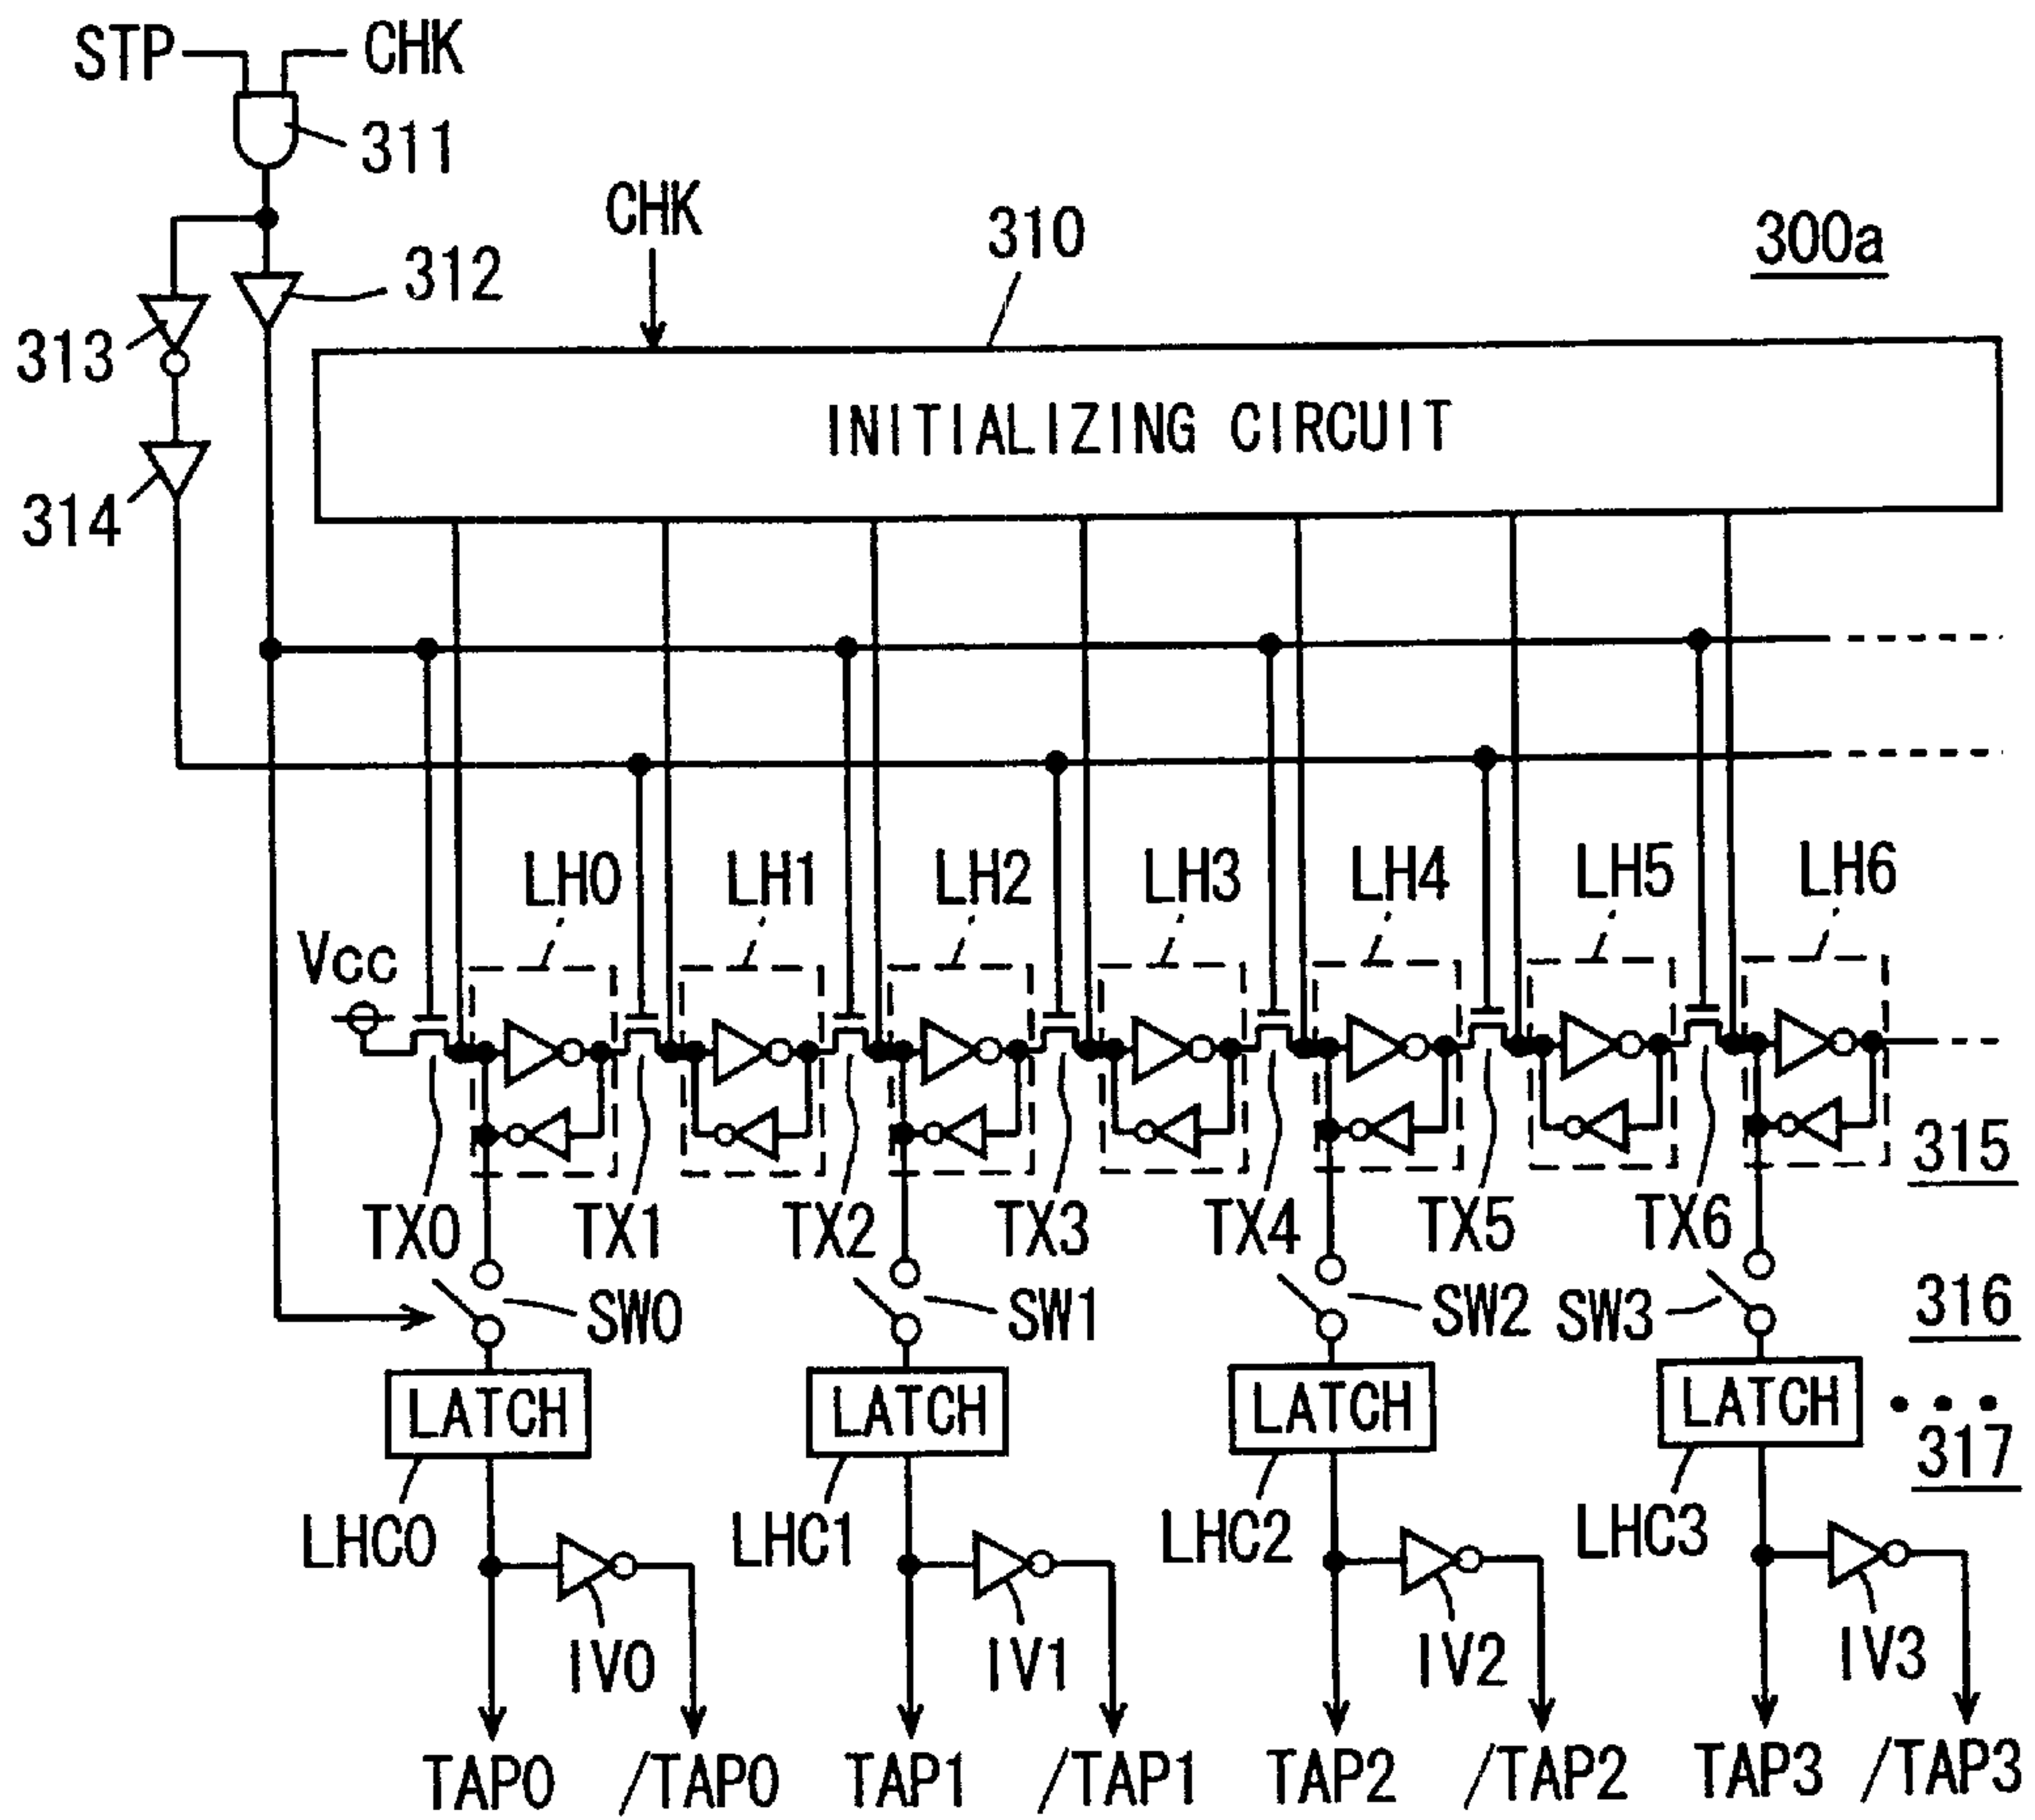 STP CHK
311
CHK 310 300a
312
313
INITIALIZING CIRCUIT
314
LH0 LH1 LH2 LH3 LH4 LH5 LH6
Vcc
315
TX0 TX1 TX2 TX3 TX4 TX5 TX6
SW0 SW1 SW2 SW3 316
LATCH LATCH LATCH LATCH •••
317
LHC0 LHC1 LHC2 LHC3
IV0 IV1 IV2 IV3
TAP0 /TAP0 TAP1 /TAP1 TAP2 /TAP2 TAP3 /TAP3